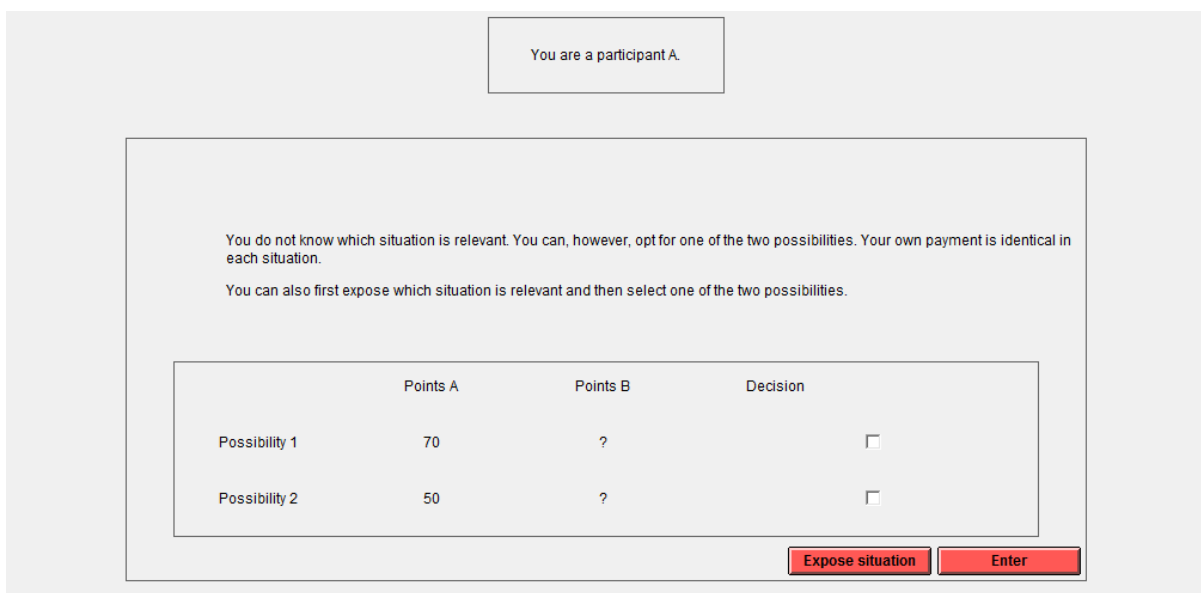 You are a participant A.
You do not know which situation is relevant. You can, however, opt for one of the two possibilities. Your own payment is identical in
each situation.
You can also first expose which situation is relevant and then select one of the two possibilities.
Points A Points B Decision
Possibility 1 70 ?
Possibility 2 50 ?
Expose situation Enter